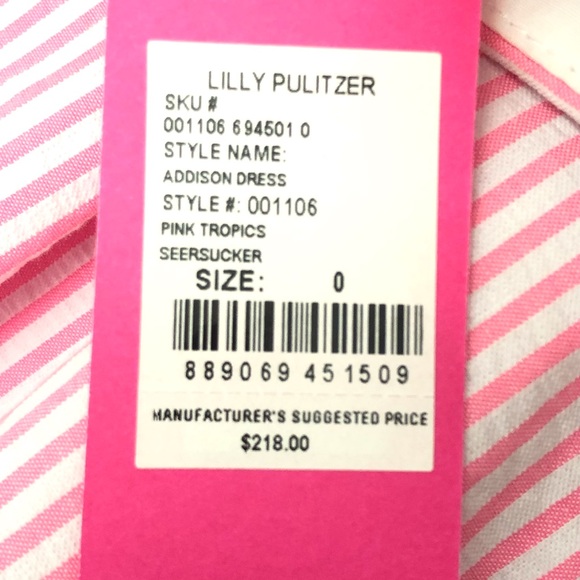 LILLY PULITZER
SKU #
001106 694501 0
STYLE NAME:
ADDISON DRESS
STYLE #: 001106
PINK TROPICS
SEERSUCKER
SIZE: 0
889069 451509
MANUFACTURER'S SUGGESTED PRICE
$218.00